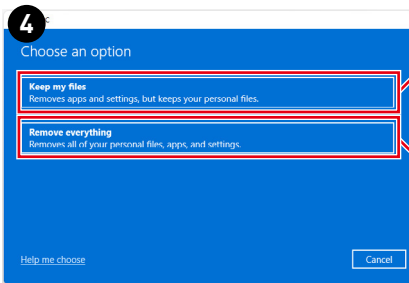 4
c
Choose an option
Keep my files
Removes apps and settings, but keeps your personal files.
Remove everything
Removes all of your personal files, apps, and settings.
Help me choose
Cancel